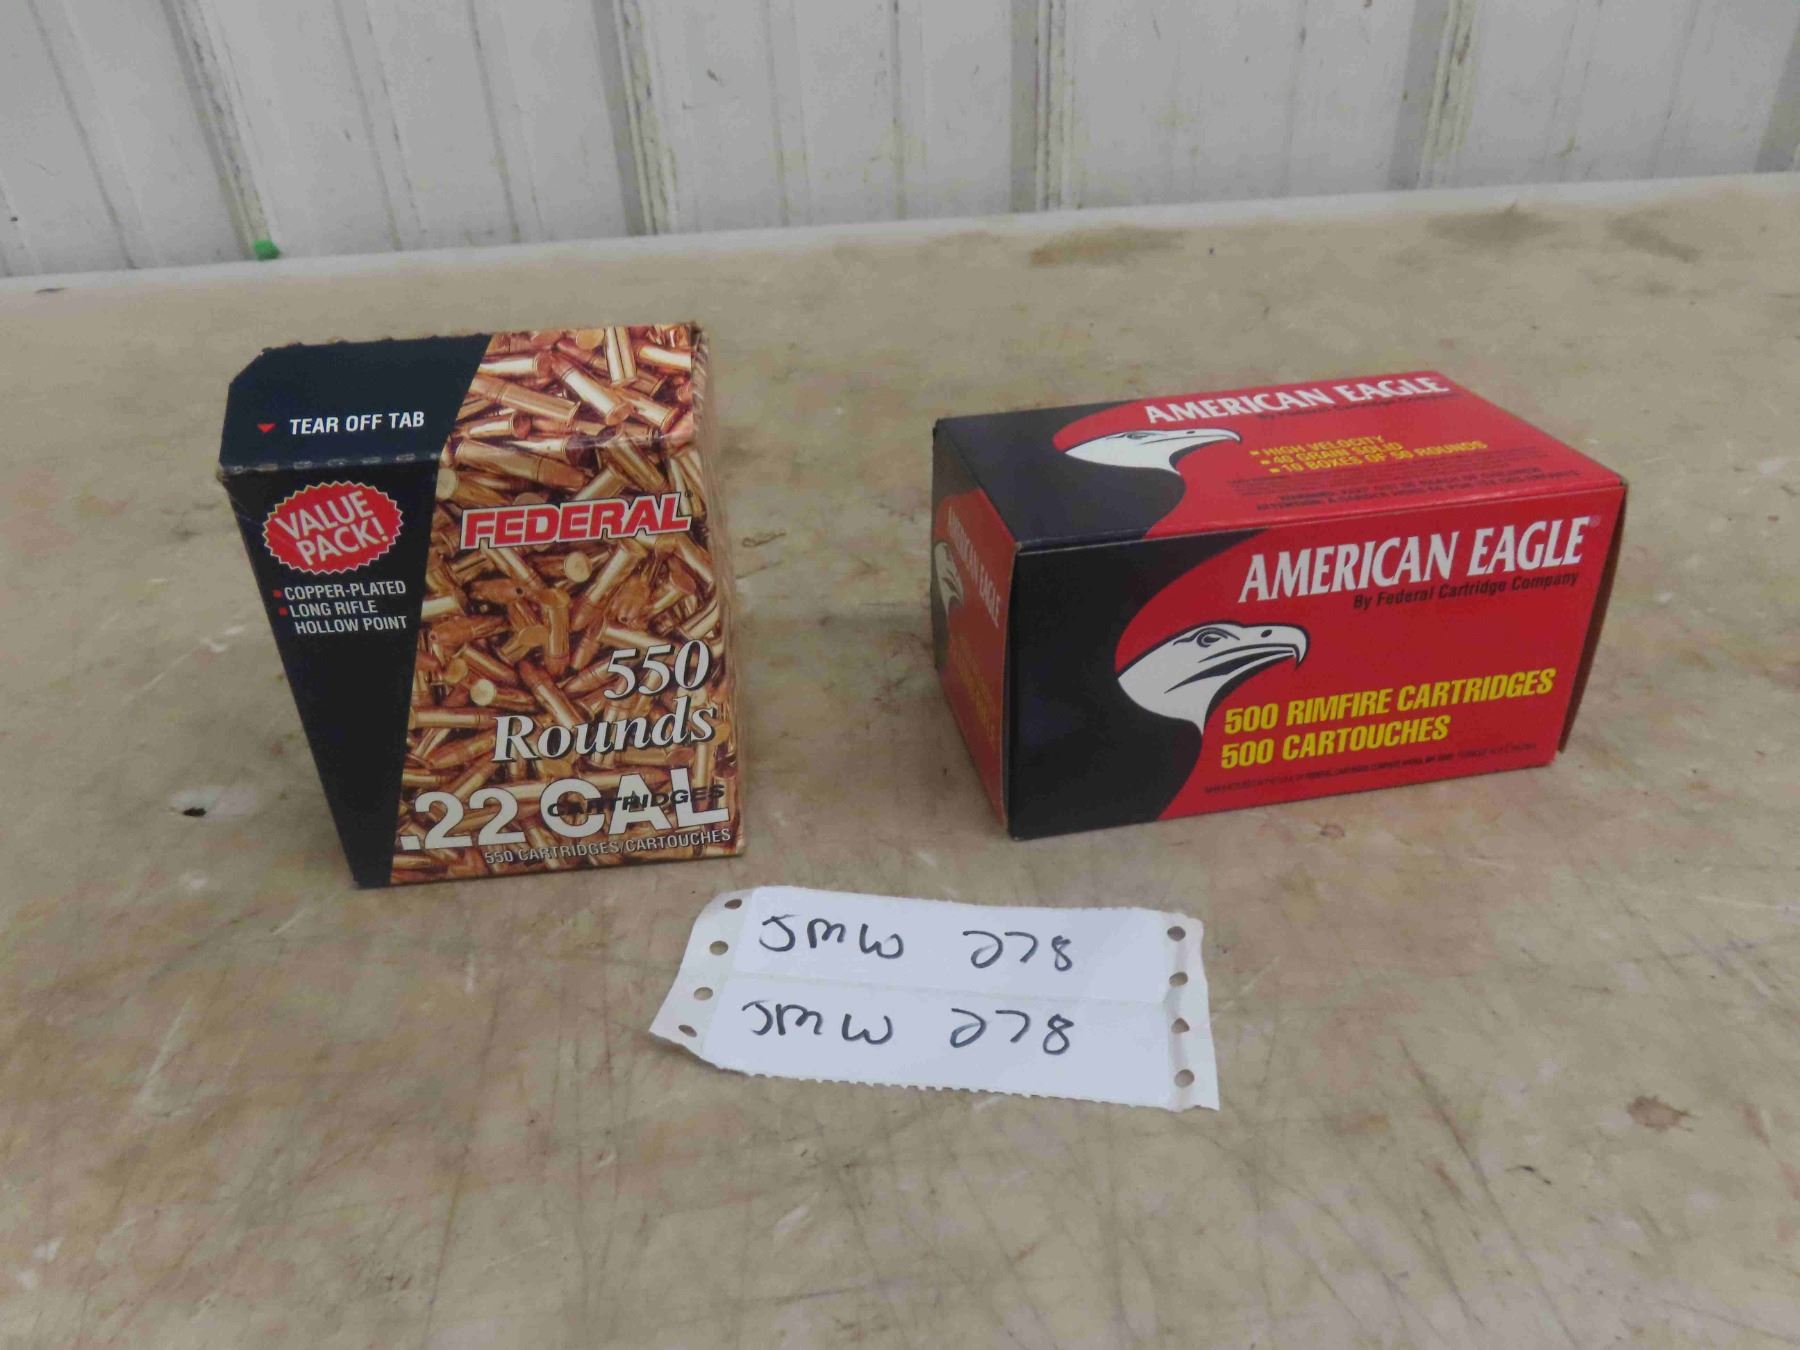 TEAR OFF TAB
VALUE
PACK!
COPPER-PLATED
LONG RIFLE
HOLLOW POINT
FEDERAL®
550
Rounds
.22 CAL
CARTRIDGES
550 CARTRIDGES/CARTOUCHES
AMERICAN EAGLE
HIGH VELOCITY
40 GRAIN SOLID
10 BOXES OF 50 ROUNDS
AMERICAN EAGLE
AMERICAN EAGLE®
By Federal Cartridge Company
500 RIMFIRE CARTRIDGES
500 CARTOUCHES
JMW 278
JMW 278